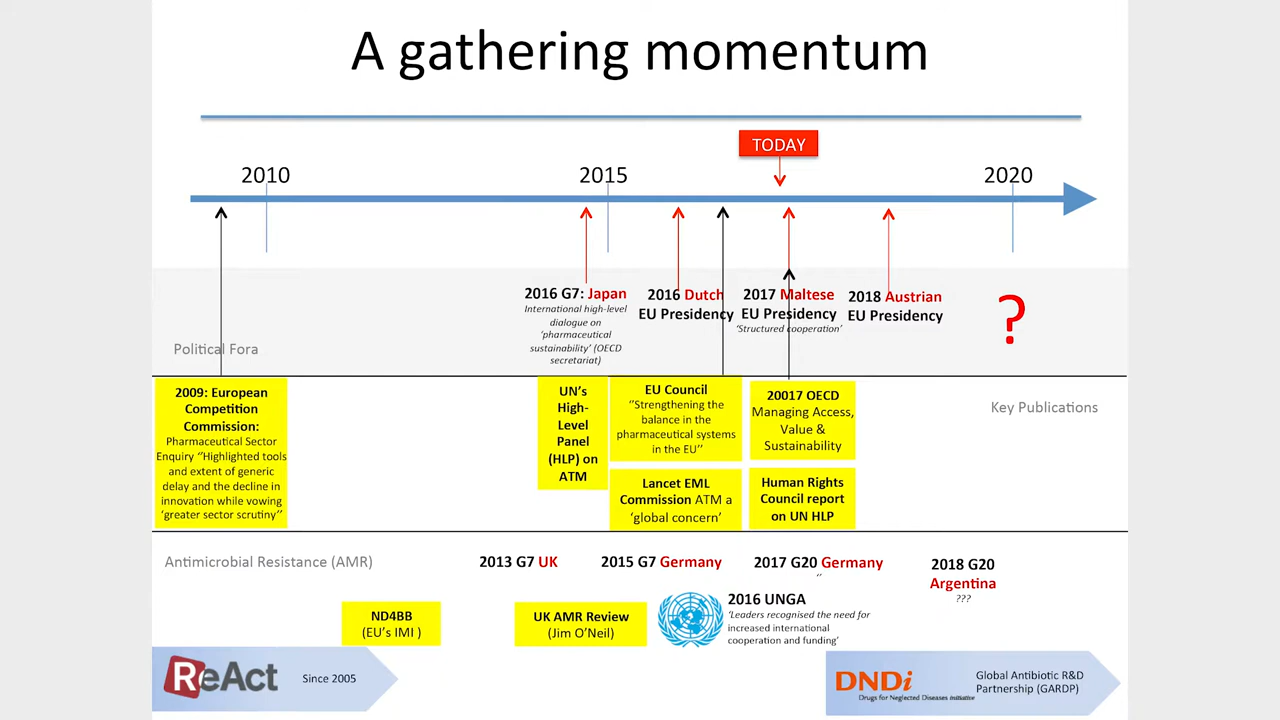 A gathering momentum
TODAY
2010
2015
2020
2016 G7: Japan
International high-level
dialogue on
‘pharmaceutical
sustainability’ (OECD
secretariat)
2016 Dutch
EU Presidency
2017 Maltese
EU Presidency
‘Structured cooperation’
2018 Austrian
EU Presidency
?
Political Fora
2009: European
Competition
Commission:
Pharmaceutical Sector
Enquiry “Highlighted tools
and extent of generic
delay and the decline in
innovation while vowing
‘greater sector scrutiny”
UN’s
High-
Level
Panel
(HLP) on
ATM
EU Council
“Strengthening the
balance in the
pharmaceutical systems
in the EU”
Lancet EML
Commission ATM a
‘global concern’
20017 OECD
Managing Access,
Value &
Sustainability
Human Rights
Council report
on UN HLP
Key Publications
Antimicrobial Resistance (AMR)
2013 G7 UK
2015 G7 Germany
2017 G20 Germany
“
2018 G20
Argentina
???
ND4BB
(EU’s IMI )
UK AMR Review
(Jim O’Neil)
2016 UNGA
‘Leaders recognised the need for
increased international
cooperation and funding’
ReAct
Since 2005
DNDi
Drugs for Neglected Diseases initiative
Global Antibiotic R&D
Partnership (GARDP)